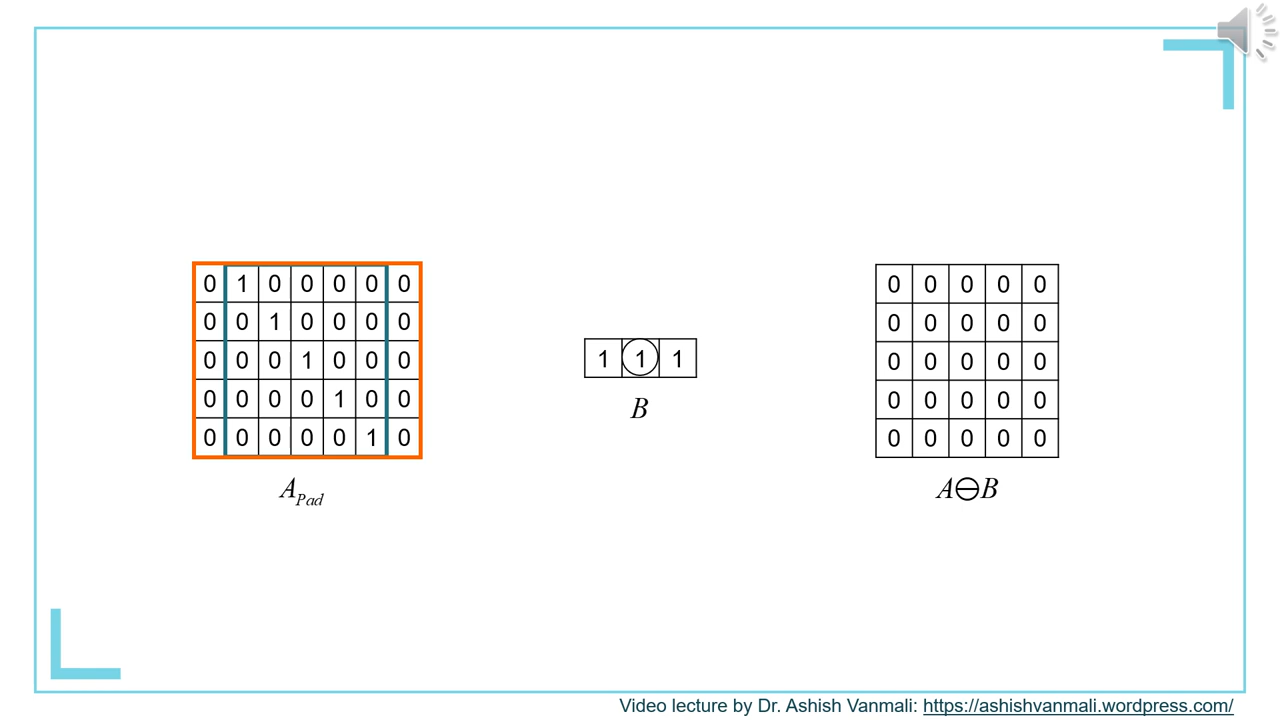 0 1 0 0 0 0 0
0 0 1 0 0 0 0
0 0 0 1 0 0 0
0 0 0 0 1 0 0
0 0 0 0 0 1 0
A_Pad
1 1 1
B
0 0 0 0 0
0 0 0 0 0
0 0 0 0 0
0 0 0 0 0
0 0 0 0 0
A⊖B
Video lecture by Dr. Ashish Vanmali: https://ashishvanmali.wordpress.com/